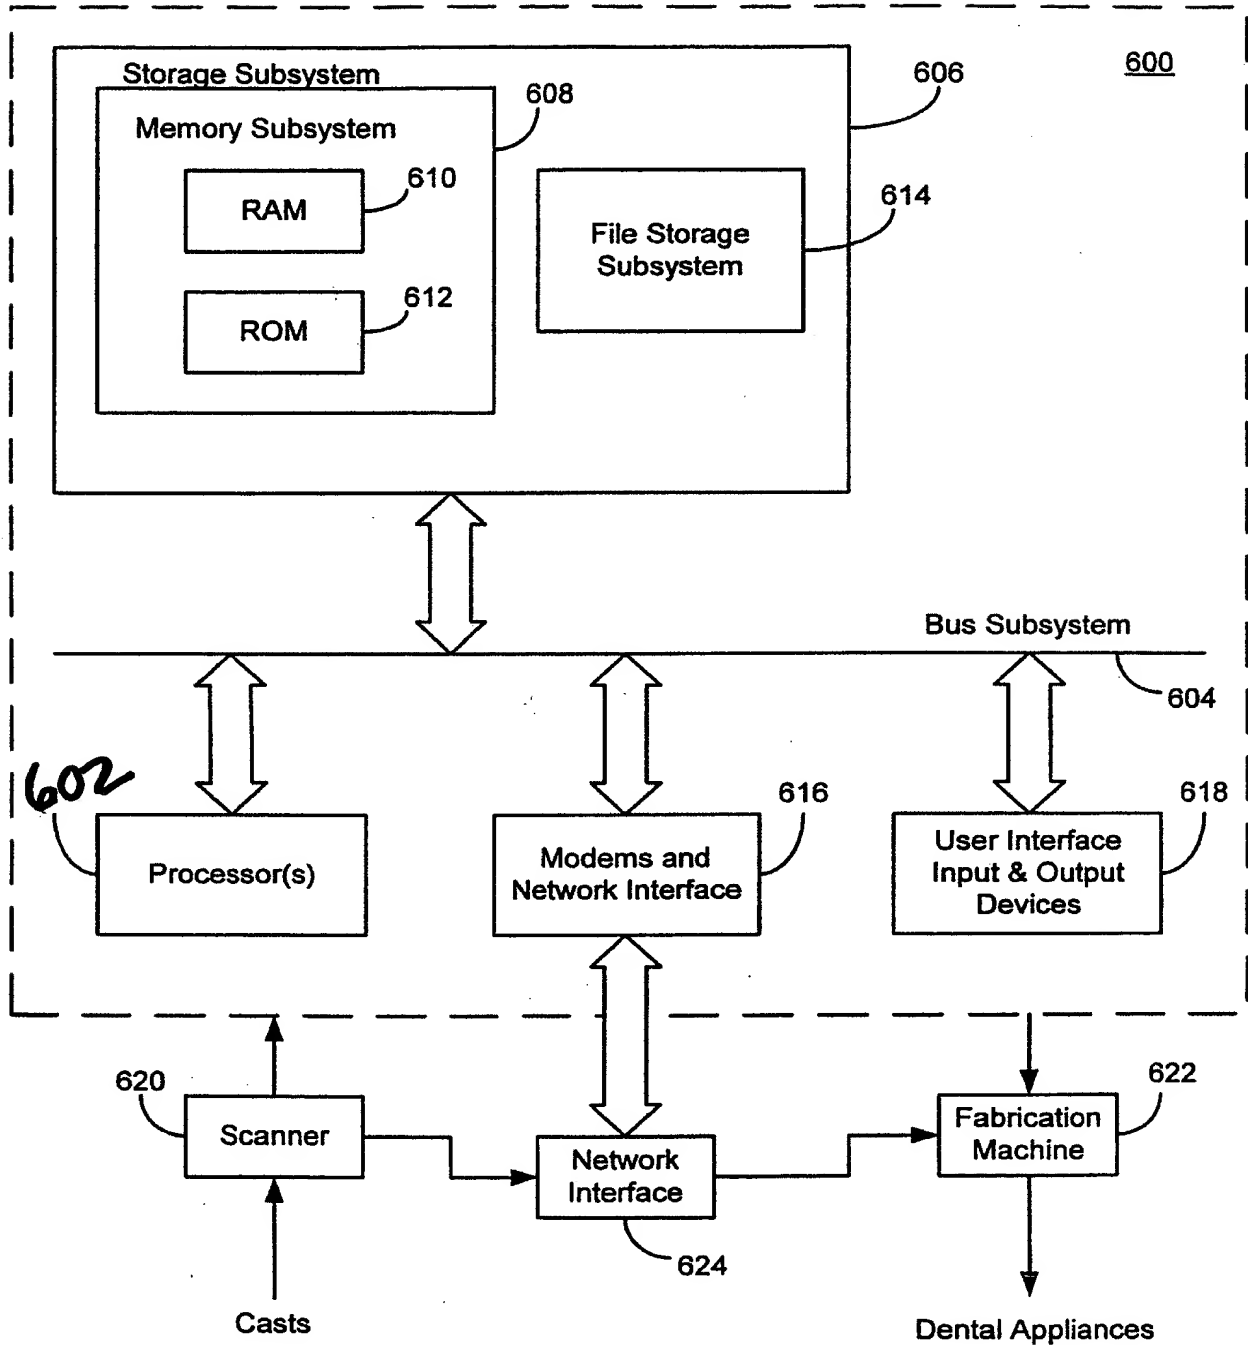 600
606
Storage Subsystem
608
Memory Subsystem
610
RAM
614
File Storage
Subsystem
612
ROM
Bus Subsystem
604
602
Processor(s)
616
Modems and
Network Interface
618
User Interface
Input & Output
Devices
620
Scanner
622
Fabrication
Machine
Network
Interface
624
Casts
Dental Appliances